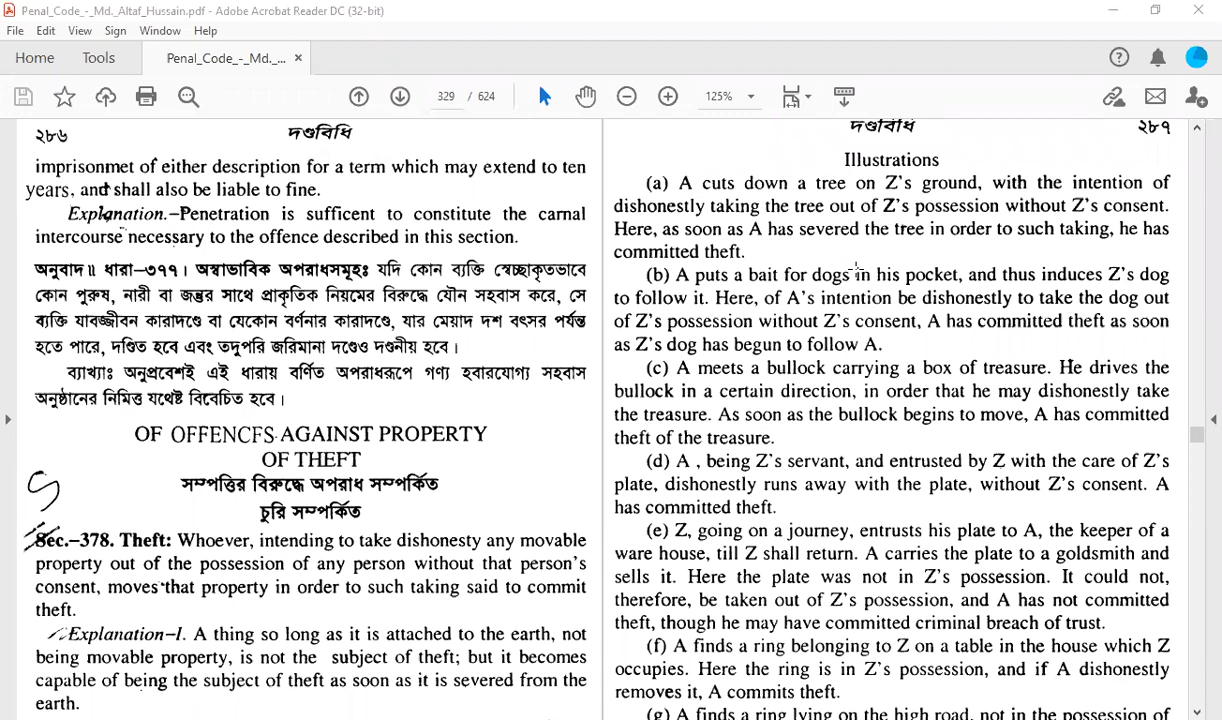 Penal_Code_-_Md._Altaf_Hussain.pdf - Adobe Acrobat Reader DC (32-bit)
File Edit View Sign Window Help
Home Tools Penal_Code_-_Md._... ×
329 / 624 125%
২৮৬ দণ্ডবিধি
imprisonmet of either description for a term which may extend to ten
years, and shall also be liable to fine.
Explanation.–Penetration is sufficent to constitute the carnal
intercourse necessary to the offence described in this section.
অনুবাদ॥ ধারা–৩৭৭। অস্বাভাবিক অপরাধসমূহঃ যদি কোন ব্যক্তি স্বেচ্ছাকৃতভাবে
কোন পুরুষ, নারী বা জন্তুর সাথে প্রাকৃতিক নিয়মের বিরুদ্ধে যৌন সহবাস করে, সে
ব্যক্তি যাবজ্জীবন কারাদণ্ডে বা যেকোন বর্ণনার কারাদণ্ডে, যার মেয়াদ দশ বৎসর পর্যন্ত
হতে পারে, দণ্ডিত হবে এবং তদুপরি জরিমানা দণ্ডেও দণ্ডনীয় হবে।
ব্যাখ্যাঃ অনুপ্রবেশই এই ধারায় বর্ণিত অপরাধরূপে গণ্য হবারযোগ্য সহবাস
অনুষ্ঠানের নিমিত্ত যথেষ্ট বিবেচিত হবে।
OF OFFENCFS AGAINST PROPERTY
OF THEFT
সম্পত্তির বিরুদ্ধে অপরাধ সম্পর্কিত
চুরি সম্পর্কিত
Sec.–378. Theft: Whoever, intending to take dishonesty any movable
property out of the possession of any person without that person's
consent, moves that property in order to such taking said to commit
theft.
Explanation–I. A thing so long as it is attached to the earth, not
being movable property, is not the subject of theft; but it becomes
capable of being the subject of theft as soon as it is severed from the
earth.
দণ্ডবিধি ২৮৭
Illustrations
(a) A cuts down a tree on Z's ground, with the intention of
dishonestly taking the tree out of Z's possession without Z's consent.
Here, as soon as A has severed the tree in order to such taking, he has
committed theft.
(b) A puts a bait for dogs in his pocket, and thus induces Z's dog
to follow it. Here, of A's intention be dishonestly to take the dog out
of Z's possession without Z's consent, A has committed theft as soon
as Z's dog has begun to follow A.
(c) A meets a bullock carrying a box of treasure. He drives the
bullock in a certain direction, in order that he may dishonestly take
the treasure. As soon as the bullock begins to move, A has committed
theft of the treasure.
(d) A , being Z's servant, and entrusted by Z with the care of Z's
plate, dishonestly runs away with the plate, without Z's consent. A
has committed theft.
(e) Z, going on a journey, entrusts his plate to A, the keeper of a
ware house, till Z shall return. A carries the plate to a goldsmith and
sells it. Here the plate was not in Z's possession. It could not,
therefore, be taken out of Z's possession, and A has not committed
theft, though he may have committed criminal breach of trust.
(f) A finds a ring belonging to Z on a table in the house which Z
occupies. Here the ring is in Z's possession, and if A dishonestly
removes it, A commits theft.
(g) A finds a ring lying on the high road, not in the possession of